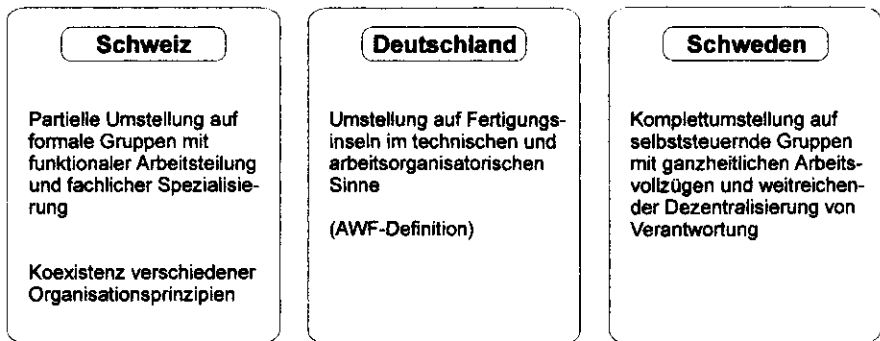 Schweiz
Partielle Umstellung auf
formale Gruppen mit
funktionaler Arbeitsteilung
und fachlicher Spezialisie-
rung
Koexistenz verschiedener
Organisationsprinzipien
Deutschland
Umstellung auf Fertigungs-
inseln im technischen und
arbeitsorganisatorischen
Sinne
(AWF-Definition)
Schweden
Komplettumstellung auf
selbststeuernde Gruppen
mit ganzheitlichen Arbeits-
vollzügen und weitreichen-
der Dezentralisierung von
Verantwortung